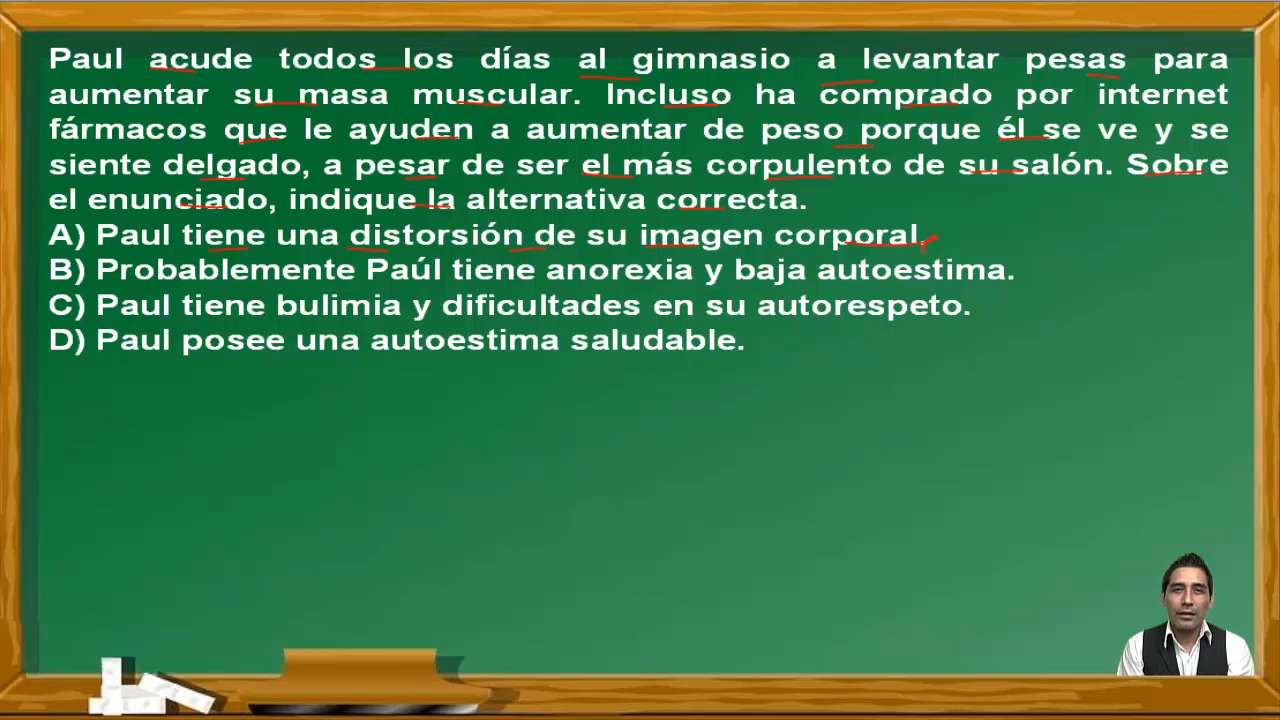 Paul acude todos los días al gimnasio a levantar pesas para
aumentar su masa muscular. Incluso ha comprado por internet
fármacos que le ayuden a aumentar de peso porque él se ve y se
siente delgado, a pesar de ser el más corpulento de su salón. Sobre
el enunciado, indique la alternativa correcta.
A) Paul tiene una distorsión de su imagen corporal.
B) Probablemente Paúl tiene anorexia y baja autoestima.
C) Paul tiene bulimia y dificultades en su autorespeto.
D) Paul posee una autoestima saludable.